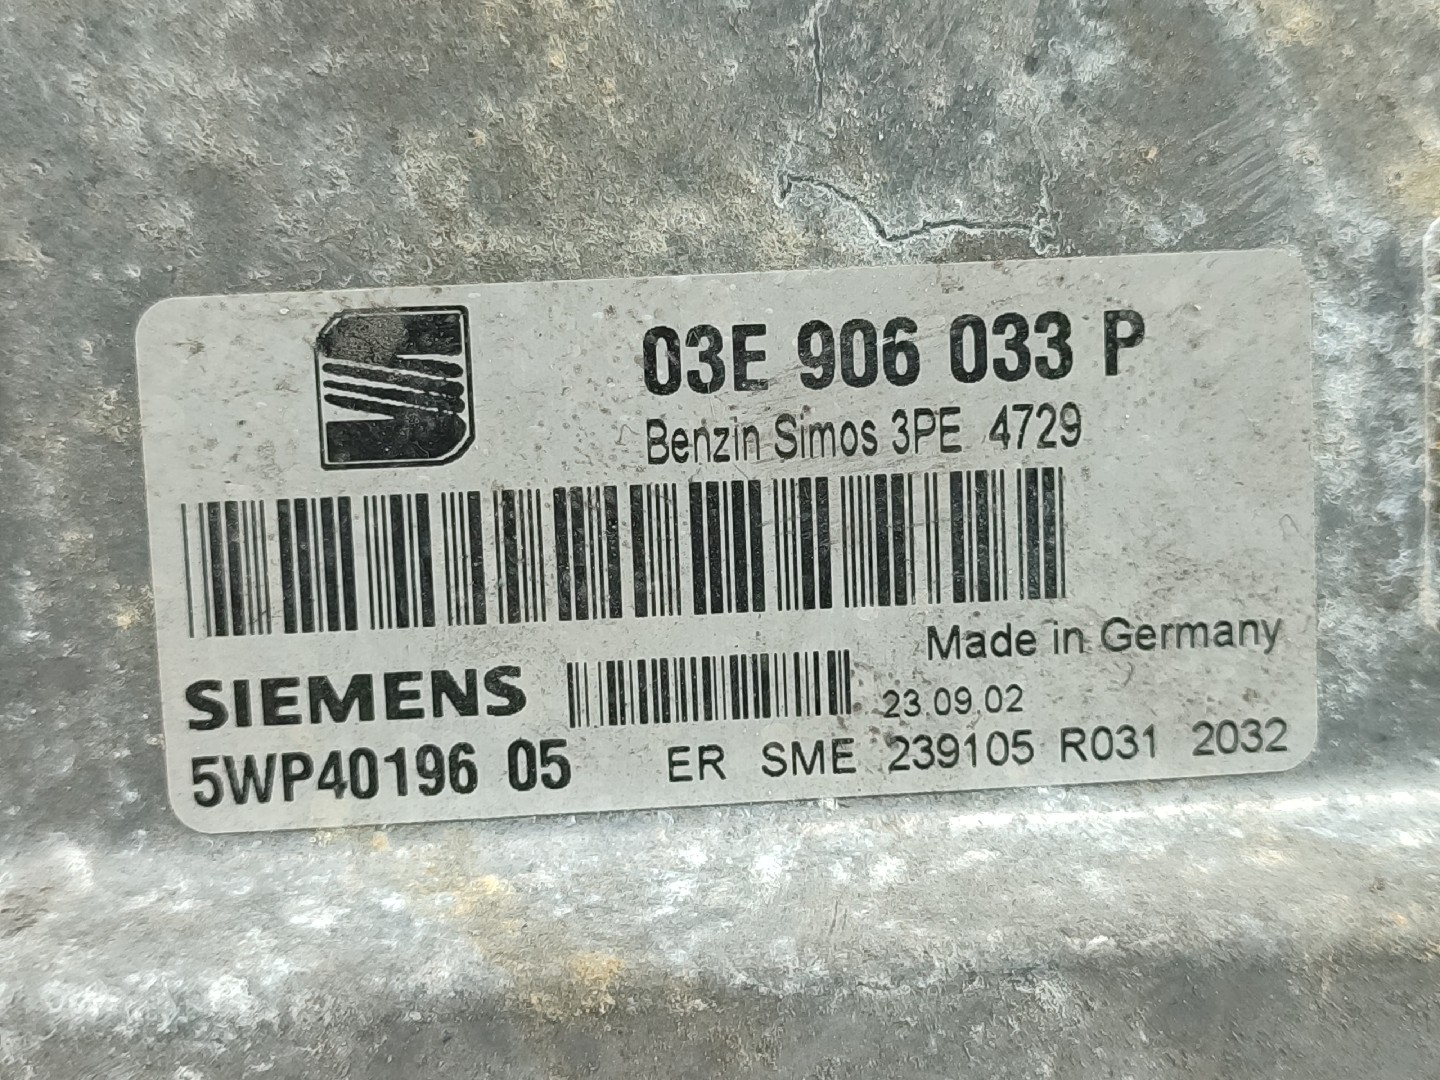 03E 906 033 P
Benzin Simos 3PE 4729
Made in Germany
SIEMENS
23.09.02
5WP40196 05 ER SME 239105 R031 2032